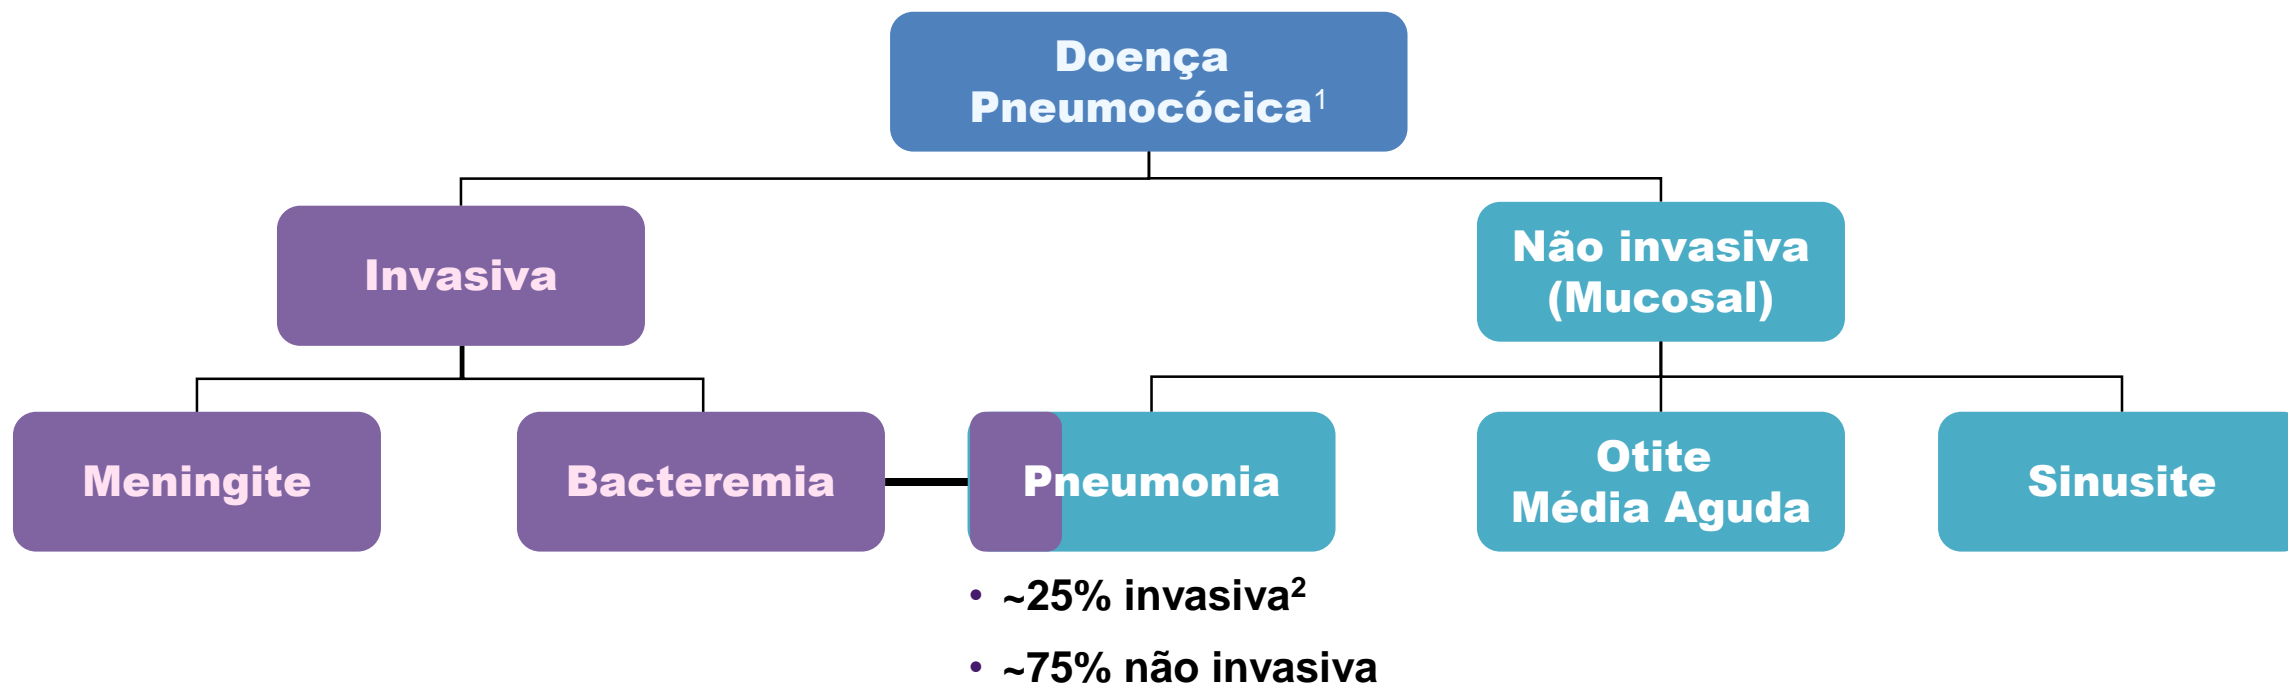 Doença
Pneumocócica¹
Invasiva
Não invasiva
(Mucosal)
Meningite
Bacteremia
Pneumonia
Otite
Média Aguda
Sinusite
• ~25% invasiva²
• ~75% não invasiva